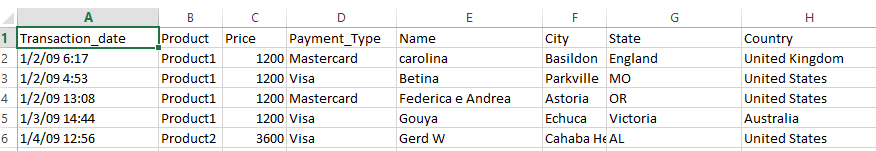 A B C D E F G H
1 Transaction_date Product Price Payment_Type Name City State Country
2 1/2/09 6:17 Product1 1200 Mastercard carolina Basildon England United Kingdom
3 1/2/09 4:53 Product1 1200 Visa Betina Parkville MO United States
4 1/2/09 13:08 Product1 1200 Mastercard Federica e Andrea Astoria OR United States
5 1/3/09 14:44 Product1 1200 Visa Gouya Echuca Victoria Australia
6 1/4/09 12:56 Product2 3600 Visa Gerd W Cahaba He AL United States